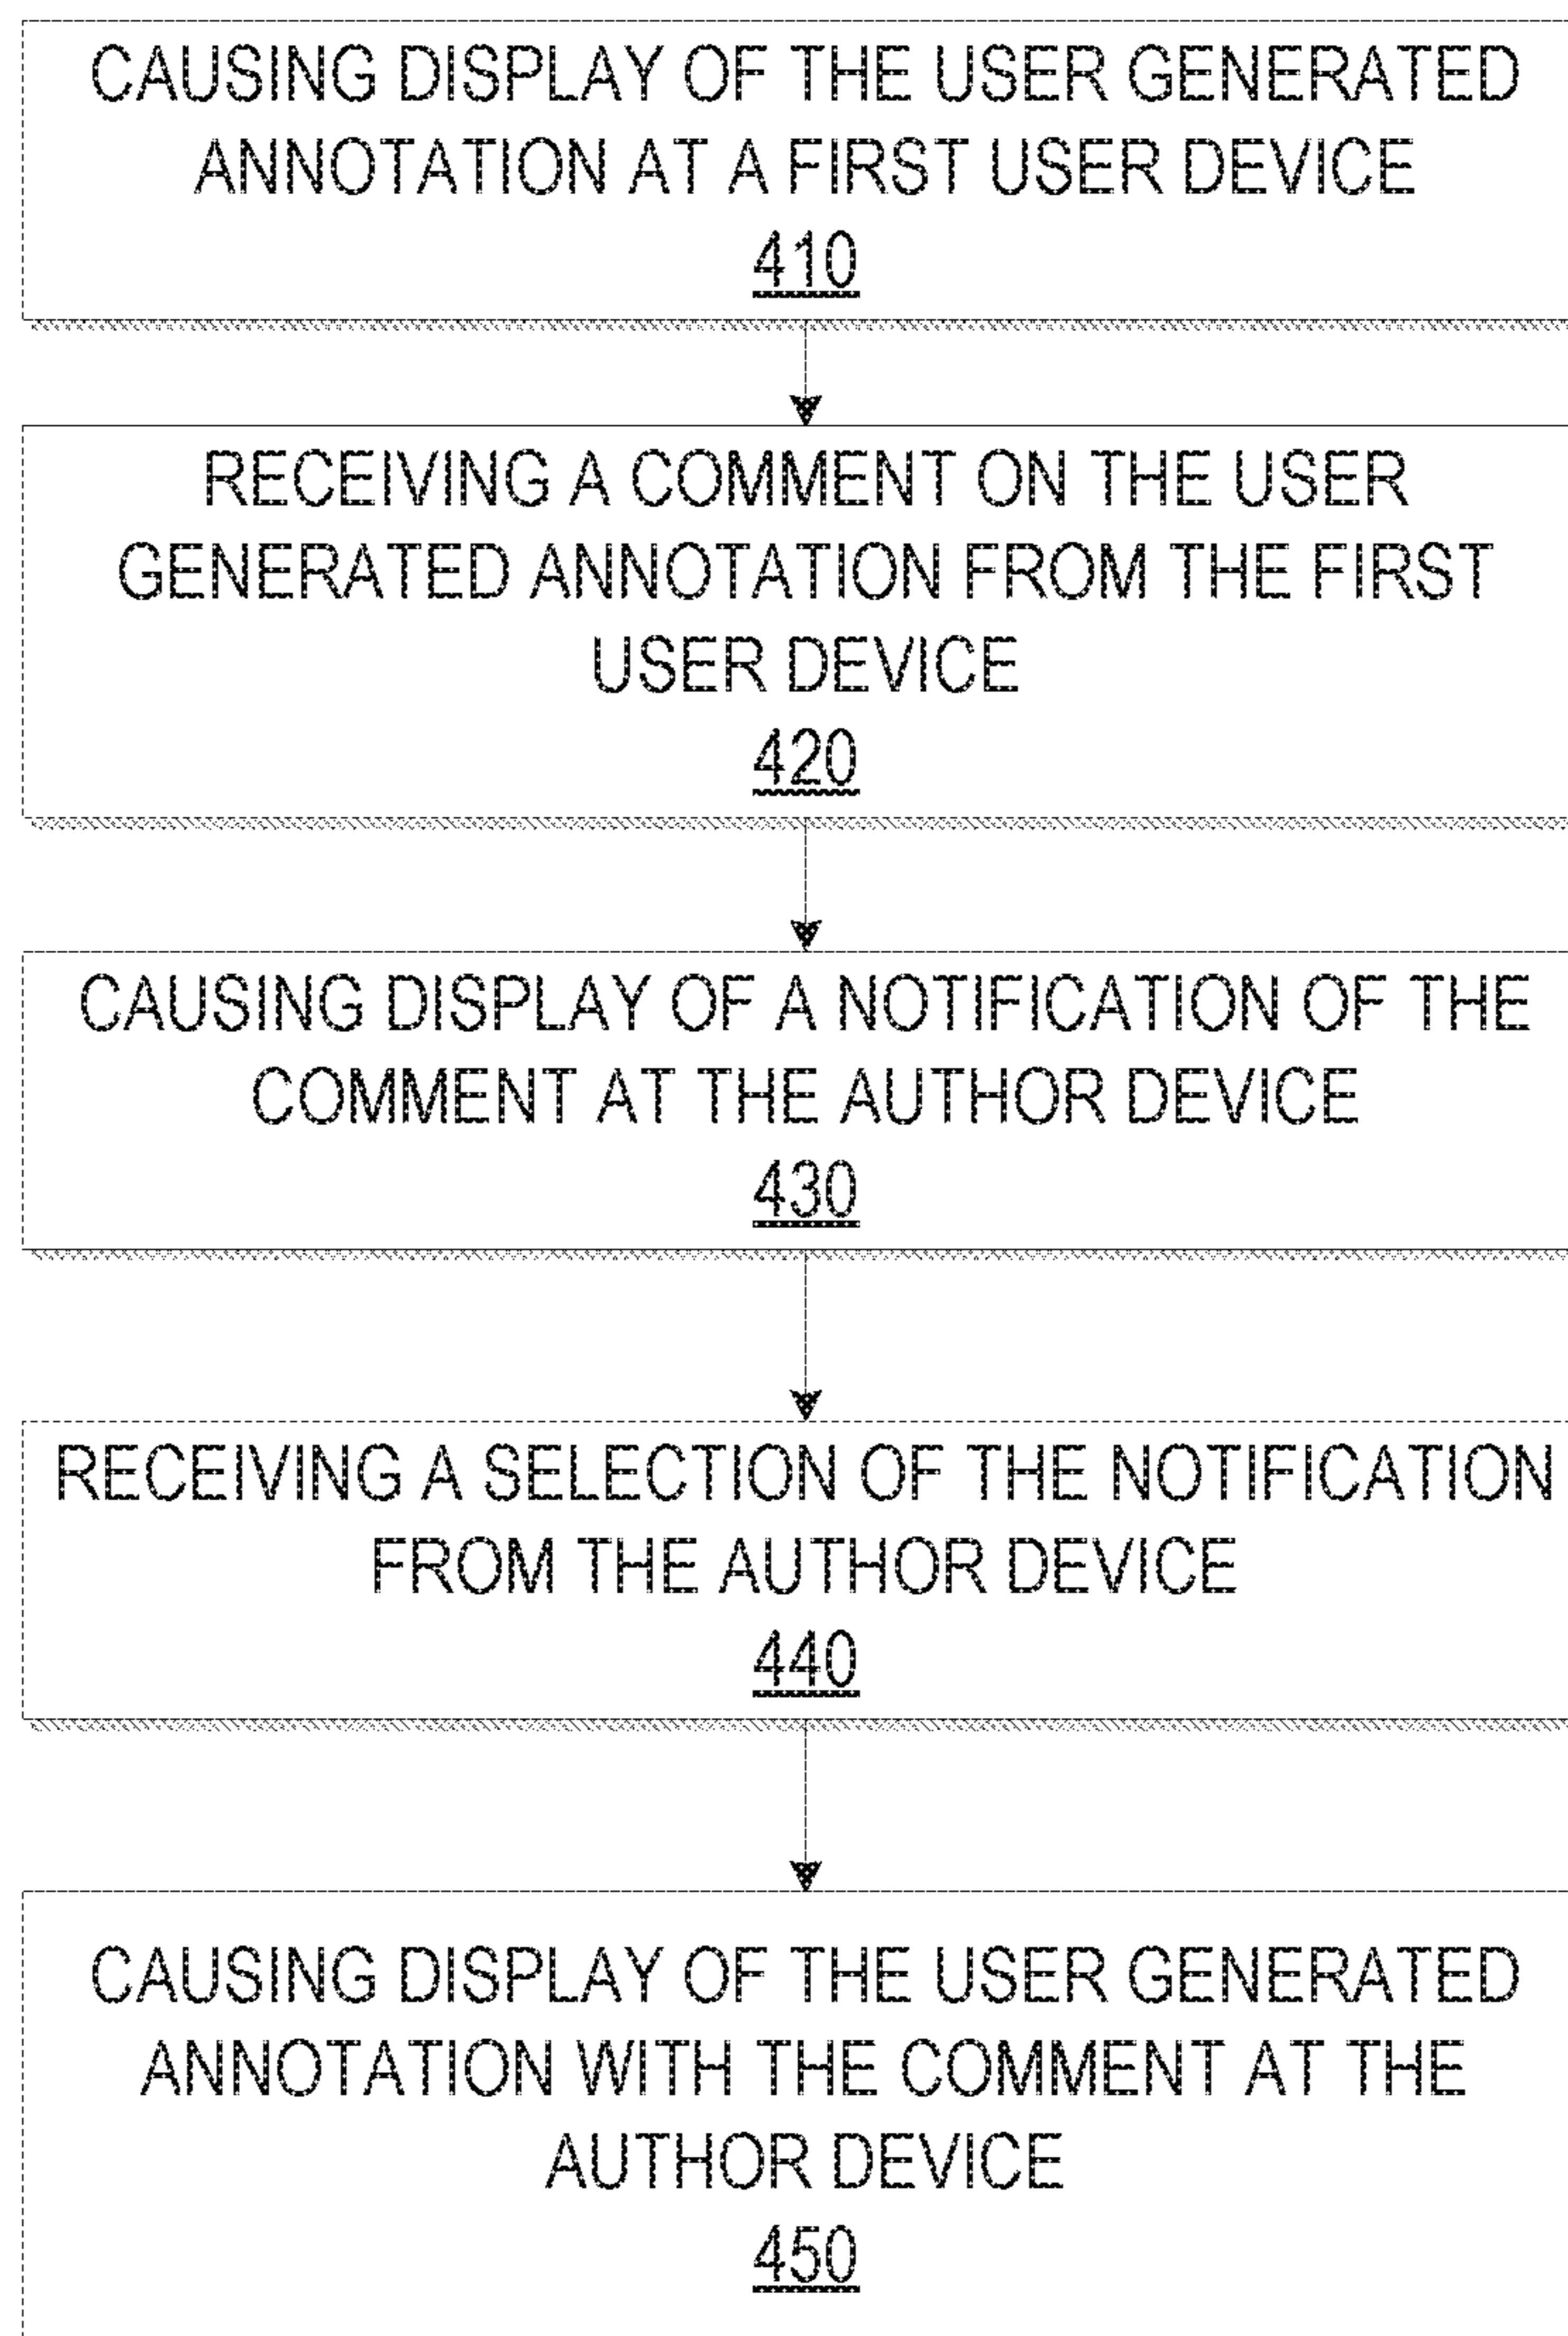 CAUSING DISPLAY OF THE USER GENERATED
ANNOTATION AT A FIRST USER DEVICE
410
RECEIVING A COMMENT ON THE USER
GENERATED ANNOTATION FROM THE FIRST
USER DEVICE
420
CAUSING DISPLAY OF A NOTIFICATION OF THE
COMMENT AT THE AUTHOR DEVICE
430
RECEIVING A SELECTION OF THE NOTIFICATION
FROM THE AUTHOR DEVICE
440
CAUSING DISPLAY OF THE USER GENERATED
ANNOTATION WITH THE COMMENT AT THE
AUTHOR DEVICE
450